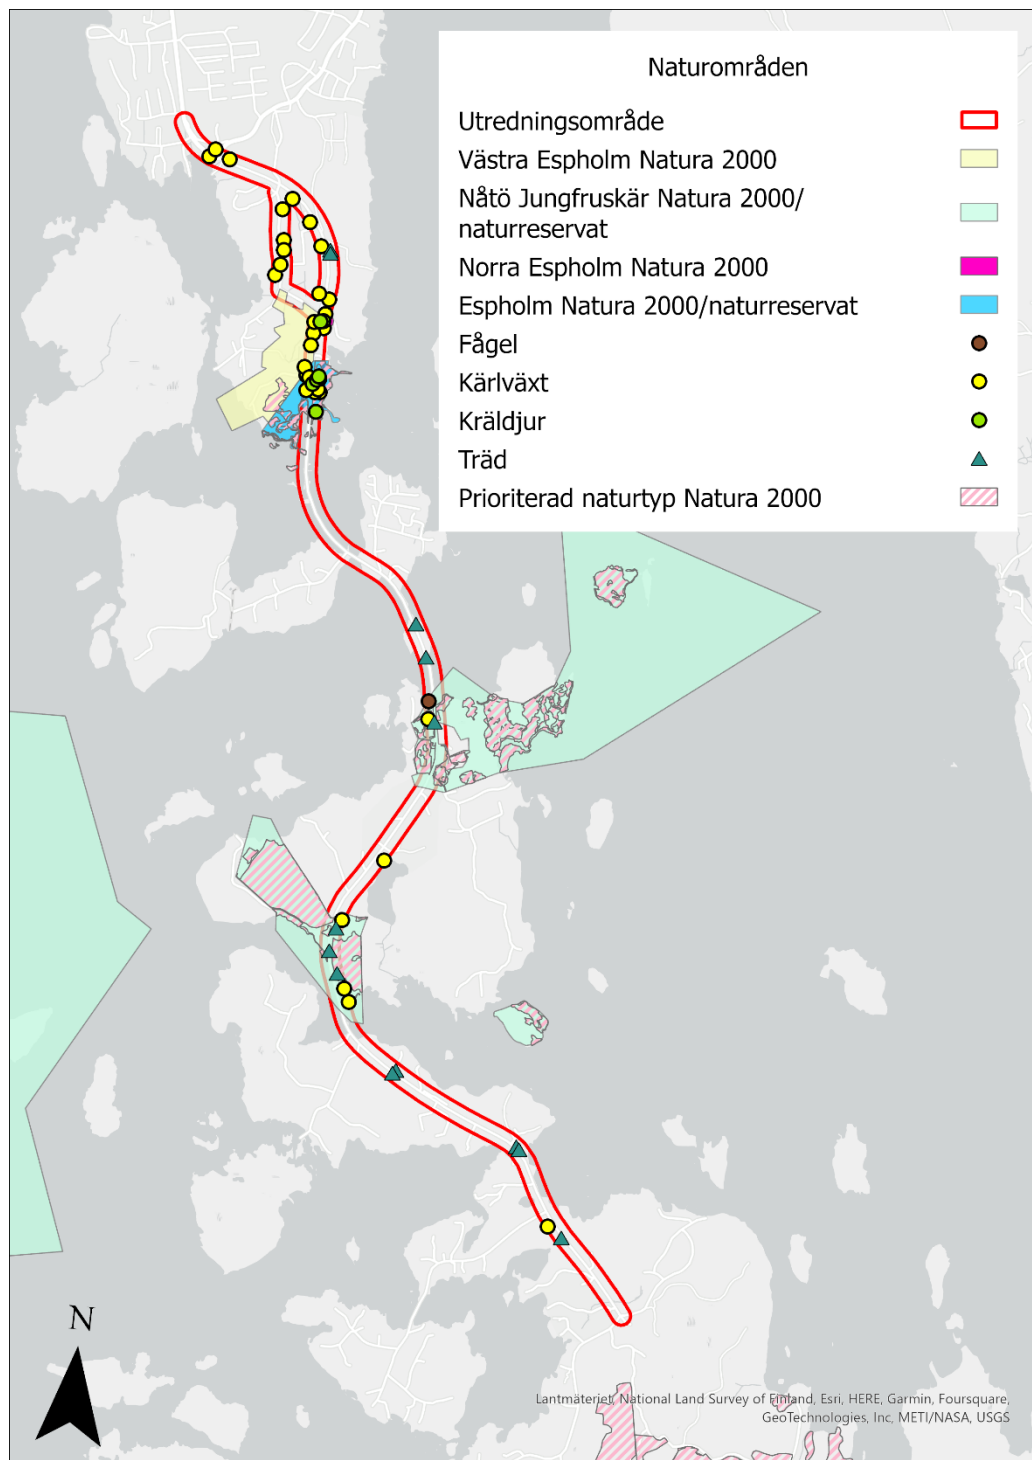 Naturområden
Utredningsområde
Västra Espholm Natura 2000
Nåtö Jungfruskär Natura 2000/
naturreservat
Norra Espholm Natura 2000
Espholm Natura 2000/naturreservat
Fågel
Kärlväxt
Kräldjur
Träd
Prioriterad naturtyp Natura 2000
N
Lantmäteriet, National Land Survey of Finland, Esri, HERE, Garmin, Foursquare,
GeoTechnologies, Inc, METI/NASA, USGS